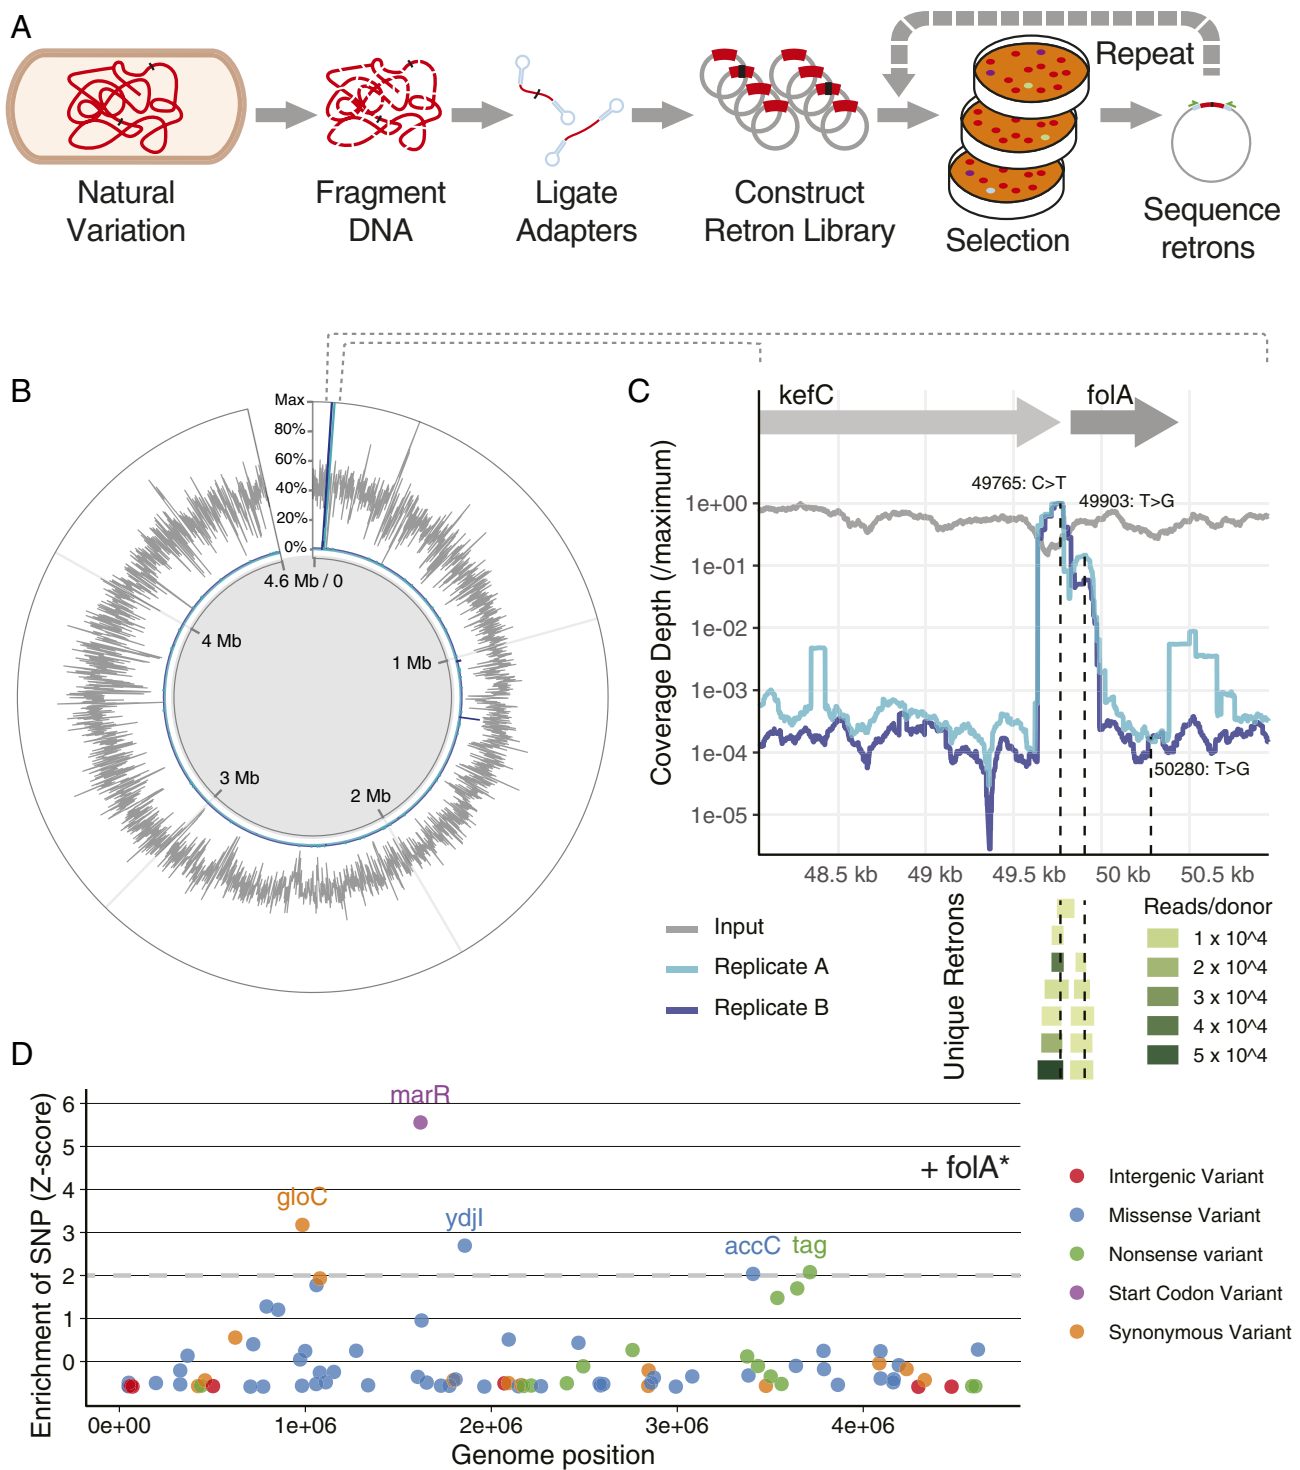 A
Repeat
Natural
Variation
Fragment
DNA
Ligate
Adapters
Construct
Retron Library
Selection
Sequence
retrons
B
Max
80%
60%
40%
20%
0%
4.6 Mb / 0
1 Mb
2 Mb
3 Mb
4 Mb
C
kefC
folA
49765: C>T
49903: T>G
50280: T>G
Coverage Depth (/maximum)
1e+00
1e-01
1e-02
1e-03
1e-04
1e-05
48.5 kb
49 kb
49.5 kb
50 kb
50.5 kb
Input
Replicate A
Replicate B
Unique Retrons
Reads/donor
1 x 10^4
2 x 10^4
3 x 10^4
4 x 10^4
5 x 10^4
D
Enrichment of SNP (Z-score)
6
5
4
3
2
1
0
marR
gloC
ydjI
accC
tag
+ folA*
0e+00
1e+06
2e+06
3e+06
4e+06
Genome position
Intergenic Variant
Missense Variant
Nonsense variant
Start Codon Variant
Synonymous Variant